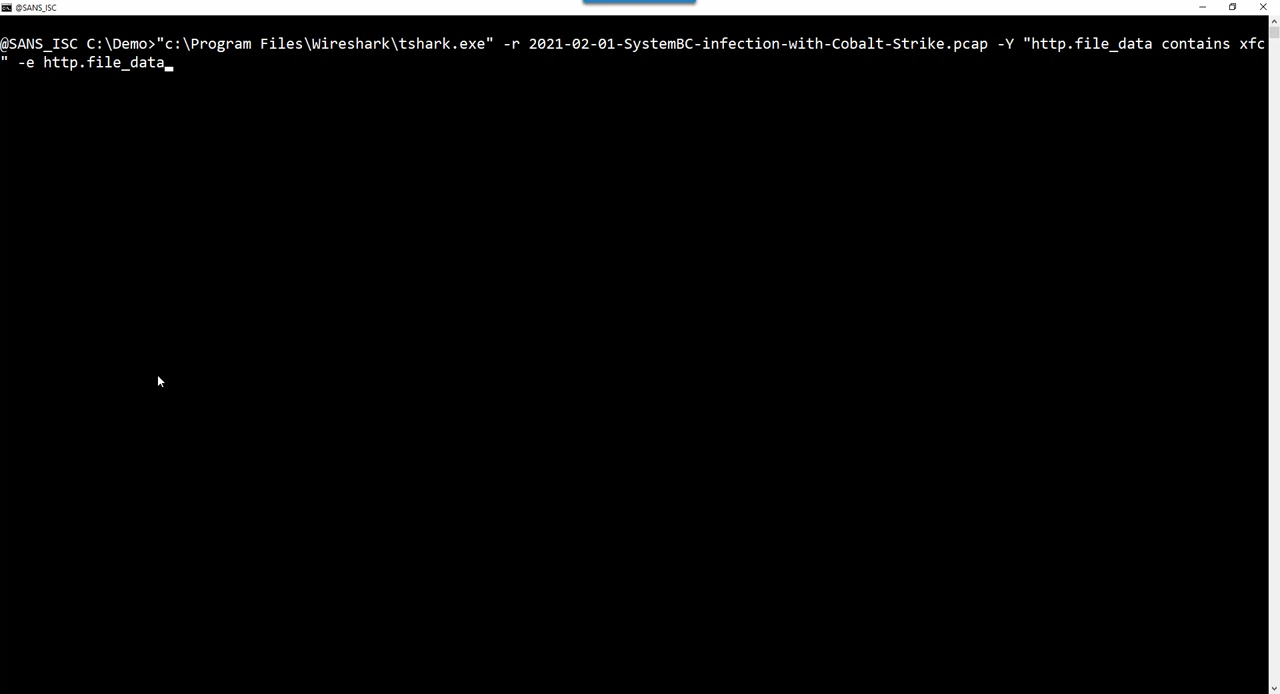 @SANS_ISC
@SANS_ISC C:\Demo>"c:\Program Files\Wireshark\tshark.exe" -r 2021-02-01-SystemBC-infection-with-Cobalt-Strike.pcap -Y "http.file_data contains xfc
" -e http.file_data